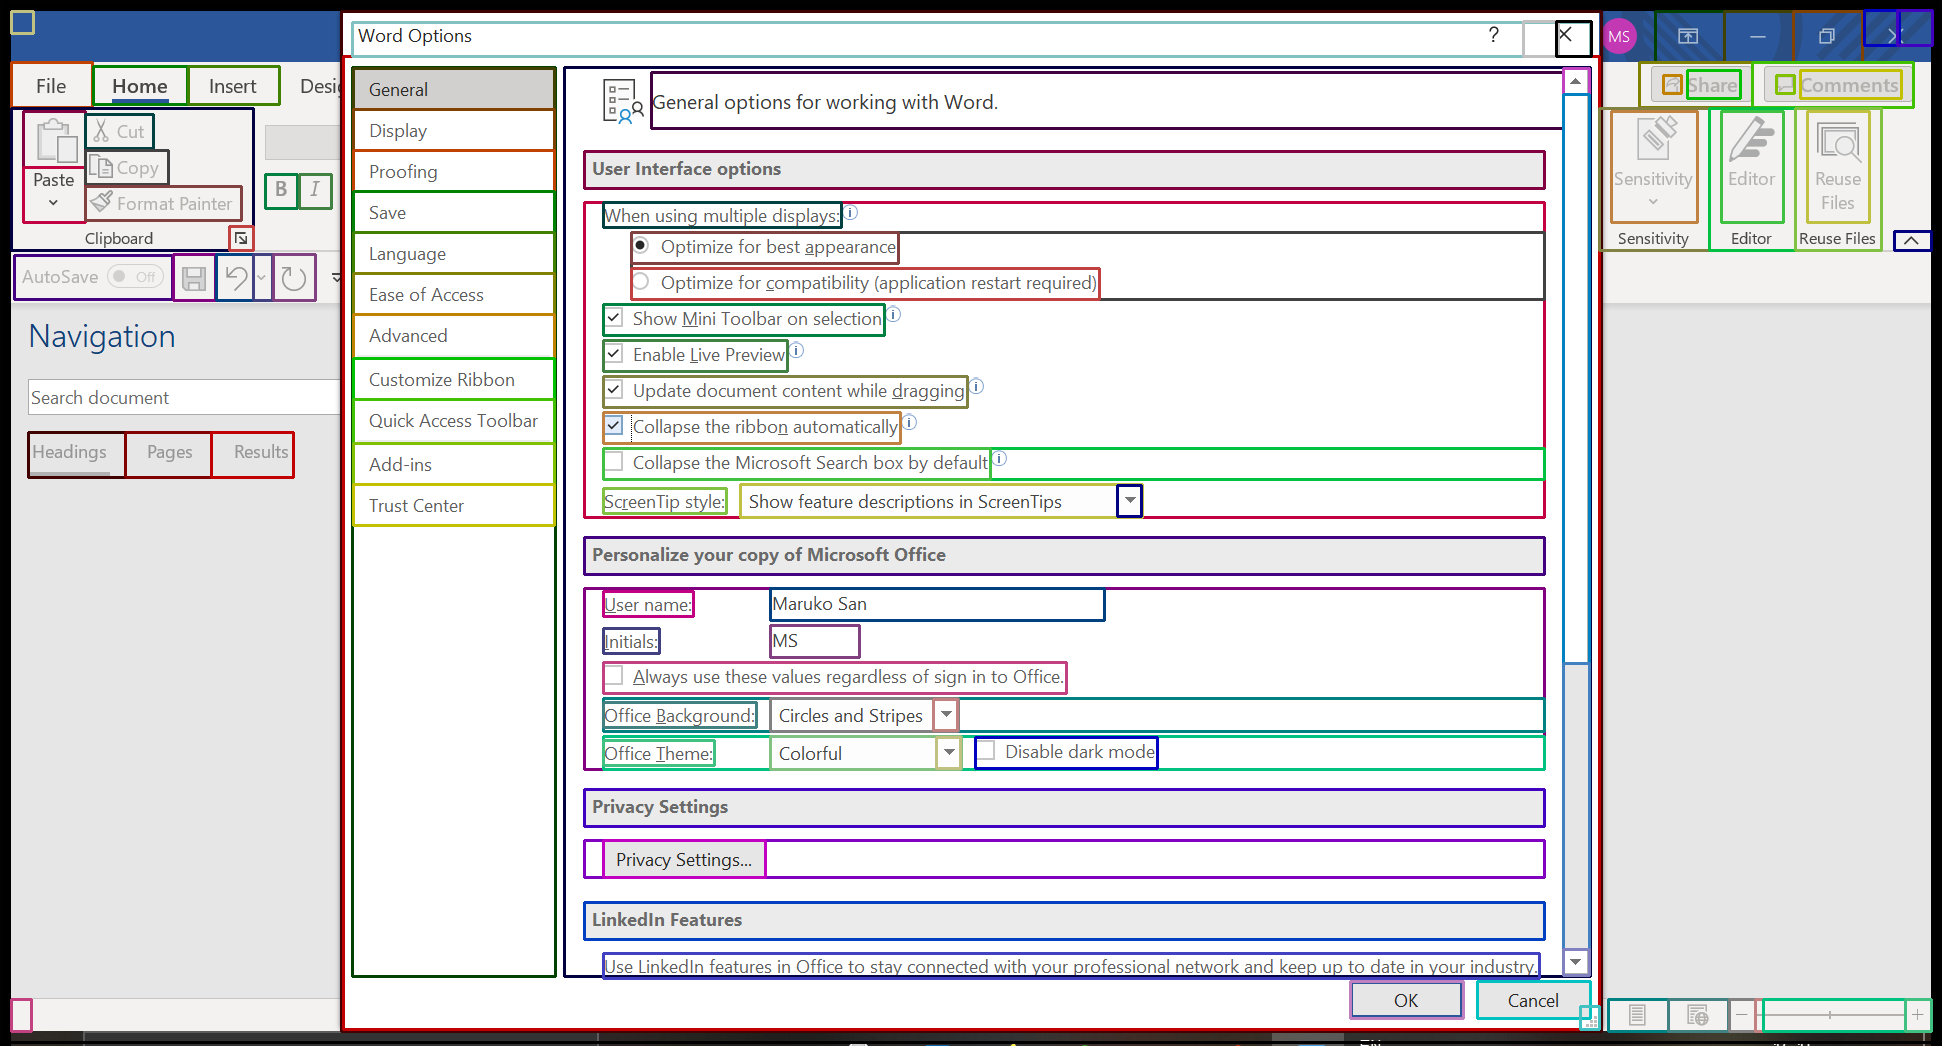 Word Options
?
MS
File
Home
Insert
Share
Comments
Cut
Copy
Paste
Format Painter
Clipboard
B
I
AutoSave
Off
Navigation
Search document
Headings
Pages
Results
General
Display
Proofing
Save
Language
Ease of Access
Advanced
Customize Ribbon
Quick Access Toolbar
Add-ins
Trust Center
General options for working with Word.
User Interface options
When using multiple displays:
Optimize for best appearance
Optimize for compatibility (application restart required)
Show Mini Toolbar on selection
Enable Live Preview
Update document content while dragging
Collapse the ribbon automatically
Collapse the Microsoft Search box by default
ScreenTip style:
Show feature descriptions in ScreenTips
Personalize your copy of Microsoft Office
User name:
Maruko San
Initials:
MS
Always use these values regardless of sign in to Office.
Office Background:
Circles and Stripes
Office Theme:
Colorful
Disable dark mode
Privacy Settings
Privacy Settings...
LinkedIn Features
Use LinkedIn features in Office to stay connected with your professional network and keep up to date in your industry.
OK
Cancel
Sensitivity
Editor
Reuse
Files
Sensitivity
Editor
Reuse Files